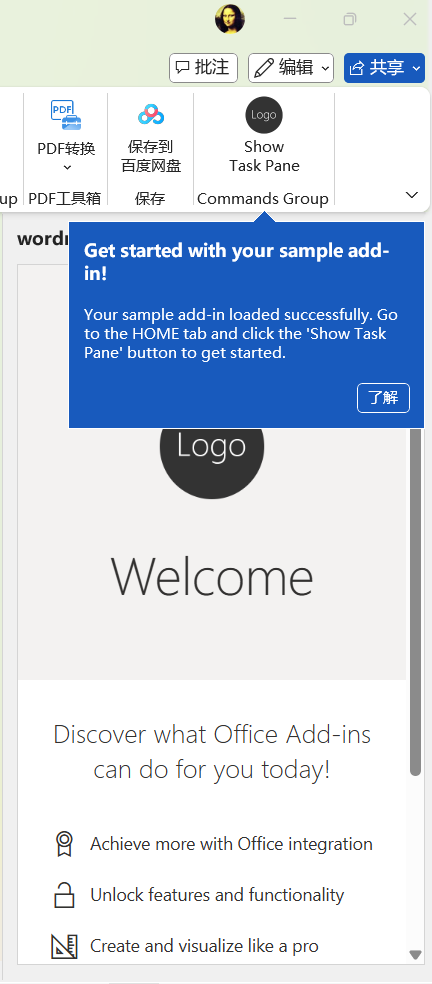 批注
编辑
共享
PDF
Logo
PDF转换
保存到
百度网盘
Show
Task Pane
up
PDF工具箱
保存
Commands Group
Get started with your sample add-
in!
Your sample add-in loaded successfully. Go
to the HOME tab and click the 'Show Task
Pane' button to get started.
了解
Logo
Welcome
Discover what Office Add-ins
can do for you today!
Achieve more with Office integration
Unlock features and functionality
Create and visualize like a pro